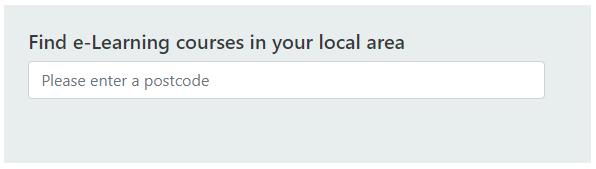 Find e-Learning courses in your local area
Please enter a postcode